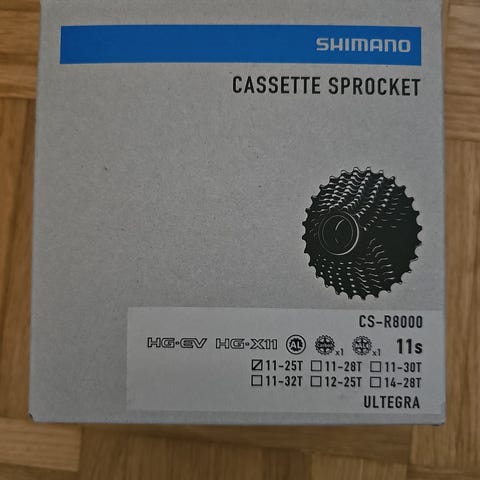 SHIMANO
CASSETTE SPROCKET
CS-R8000
HG-EV HG-X11 AL x1 x1 11s
☑11-25T ☐11-28T ☐11-30T
☐11-32T ☐12-25T ☐14-28T
ULTEGRA